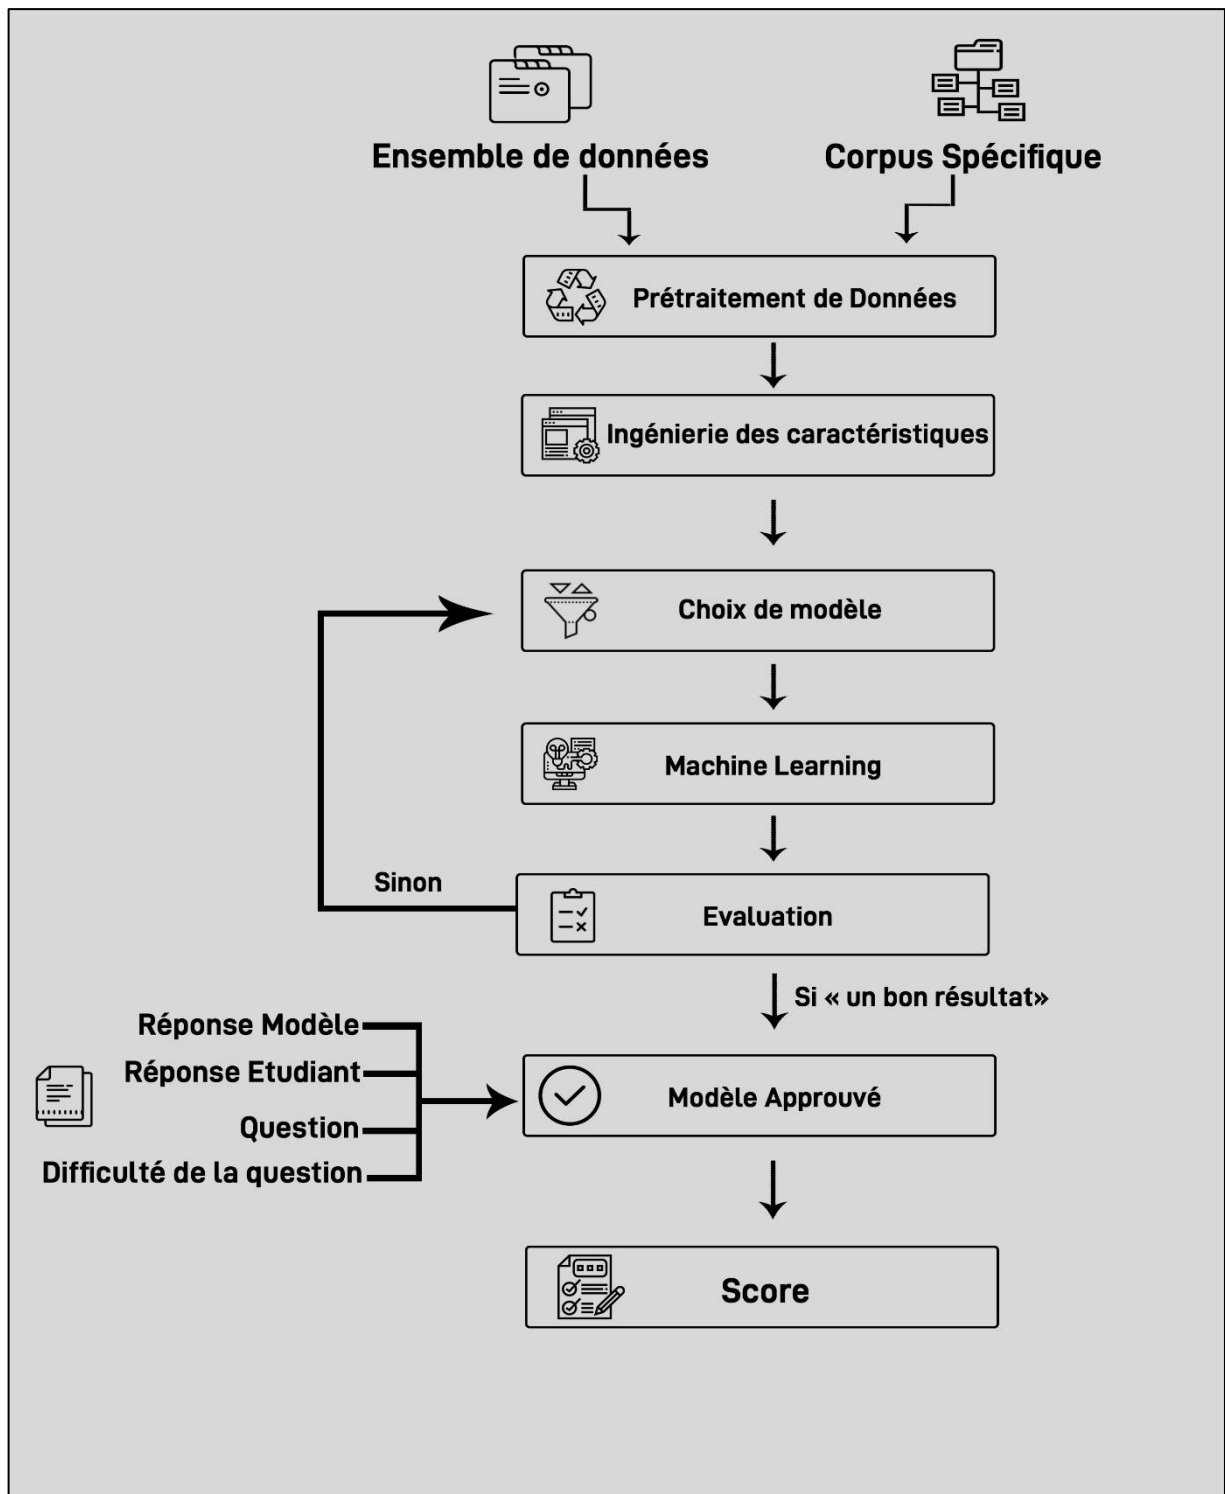 Ensemble de données
Corpus Spécifique
Prétraitement de Données
Ingénierie des caractéristiques
Choix de modèle
Machine Learning
Sinon
Evaluation
Si « un bon résultat»
Réponse Modèle
Réponse Etudiant
Question
Difficulté de la question
Modèle Approuvé
Score